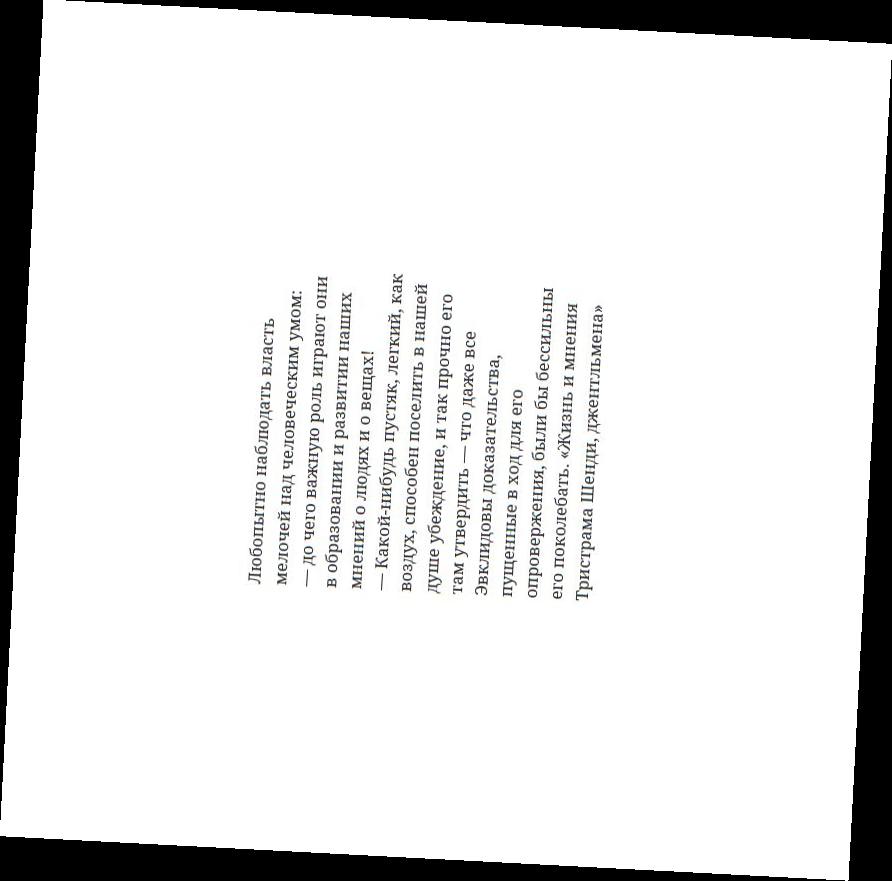 Любопытно наблюдать власть
мелочей над человеческим умом:
— до чего важную роль играют они
в образовании и развитии наших
мнений о людях и о вещах!
— Какой-нибудь пустяк, легкий, как
воздух, способен поселить в нашей
душе убеждение, и так прочно его
там утвердить — что даже все
Эвклидовы доказательства,
пущенные в ход для его
опровержения, были бы бессильны
его поколебать. «Жизнь и мнения
Тристрама Шенди, джентльмена»